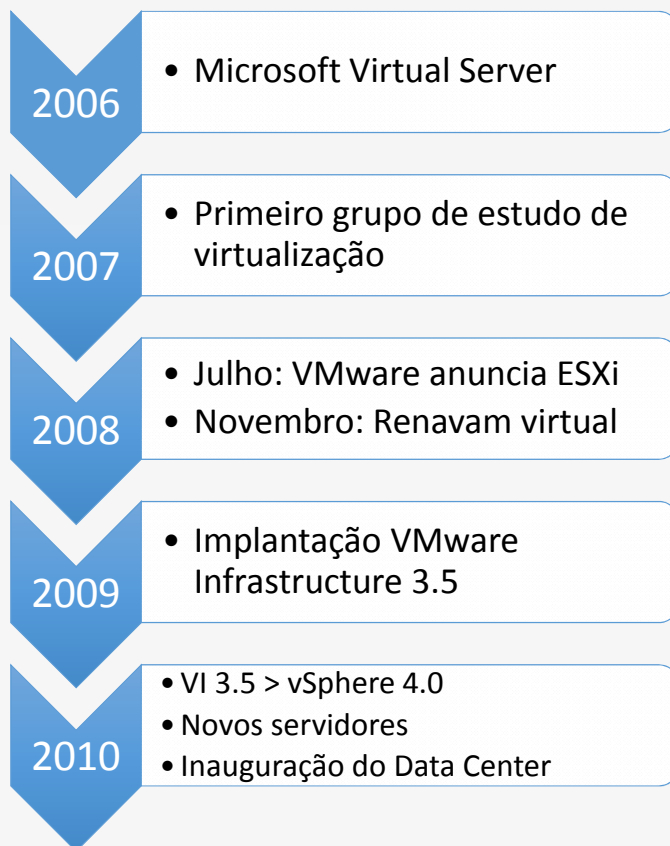 2006
• Microsoft Virtual Server
2007
• Primeiro grupo de estudo de
virtualização
2008
• Julho: VMware anuncia ESXi
• Novembro: Renavam virtual
2009
• Implantação VMware
Infrastructure 3.5
2010
• VI 3.5 > vSphere 4.0
• Novos servidores
• Inauguração do Data Center